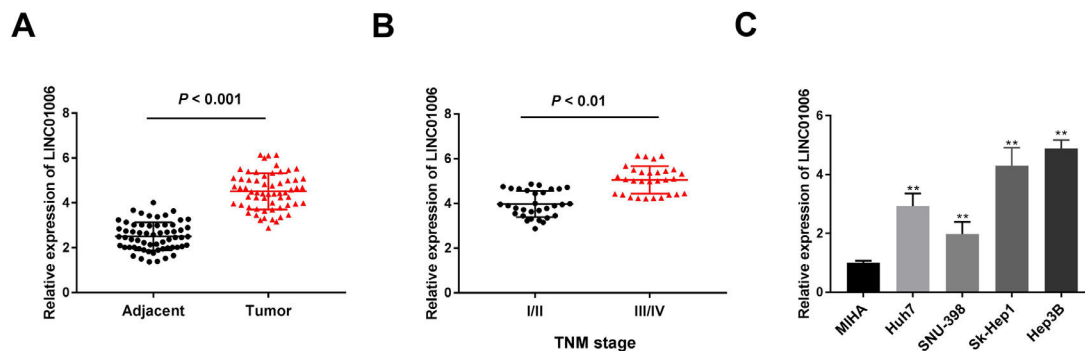 A
Relative expression of LINC01006
8
6
4
2
0
P < 0.001
Adjacent Tumor
B
Relative expression of LINC01006
8
6
4
2
0
P < 0.01
I/II III/IV
TNM stage
C
Relative expression of LINC01006
6
4
2
0
** ** ** **
MIHA Huh7 SNU-398 Sk-Hep1 Hep3B